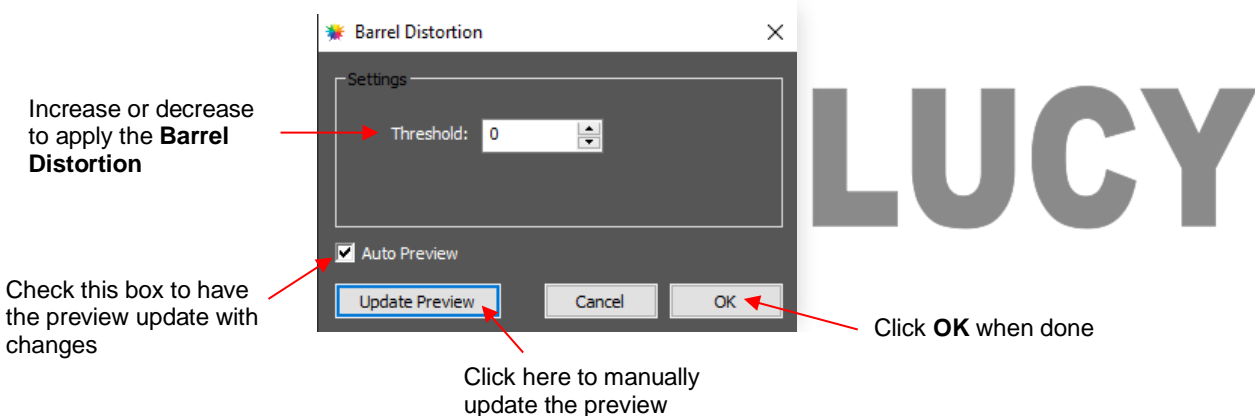 Barrel Distortion
Settings
Increase or decrease
to apply the Barrel
Distortion
Threshold: 0
LUCY
Auto Preview
Check this box to have
the preview update with
changes
Update Preview Cancel OK
Click OK when done
Click here to manually
update the preview